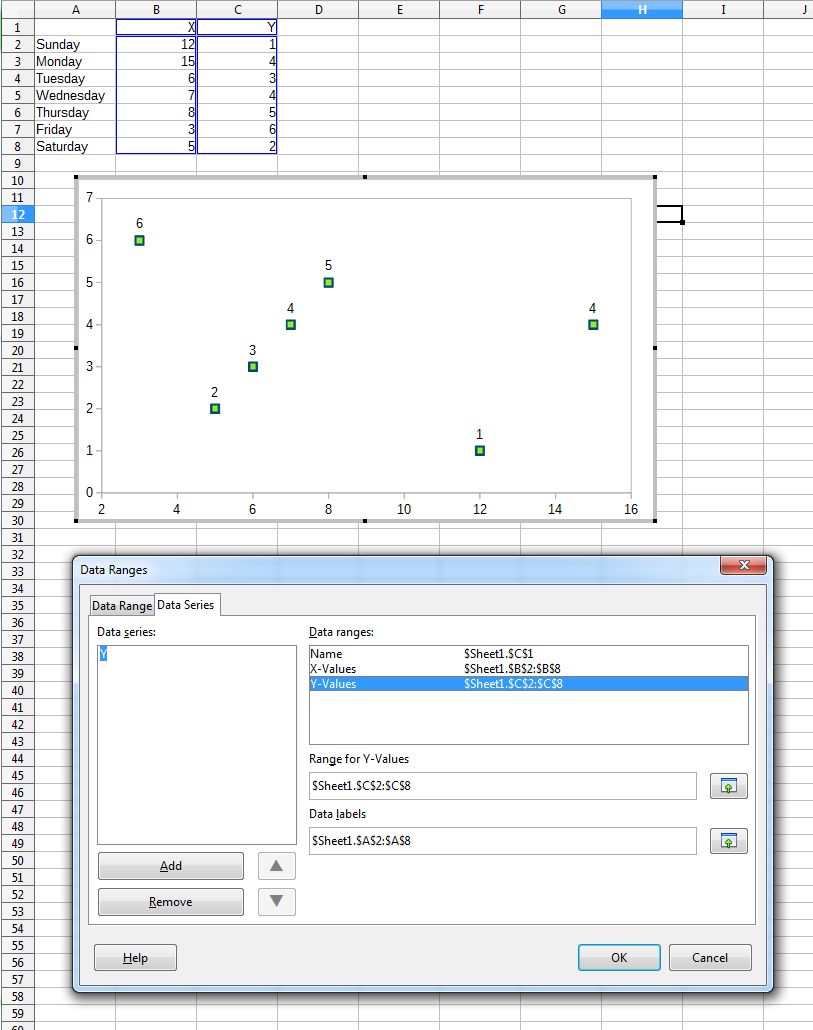 A B C D E F G H I J
1 X Y
2 Sunday 12 1
3 Monday 15 4
4 Tuesday 6 3
5 Wednesday 7 4
6 Thursday 8 5
7 Friday 3 6
8 Saturday 5 2
9
10
11
12
13
14
15
16
17
18
19
20
21
22
23
24
25
26
27
28
29
30
31
32
33
34
35
36
37
38
39
40
41
42
43
44
45
46
47
48
49
50
51
52
53
54
55
56
57
58
59
60
7
6
5
4
3
2
1
0
2 4 6 8 10 12 14 16
6
5
4
4
3
2
1
Data Ranges
Data Range Data Series
Data series:
Y
Data ranges:
Name $Sheet1.$C$1
X-Values $Sheet1.$B$2:$B$8
Y-Values $Sheet1.$C$2:$C$8
Range for Y-Values
$Sheet1.$C$2:$C$8
Data labels
$Sheet1.$A$2:$A$8
Add
Remove
Help OK Cancel